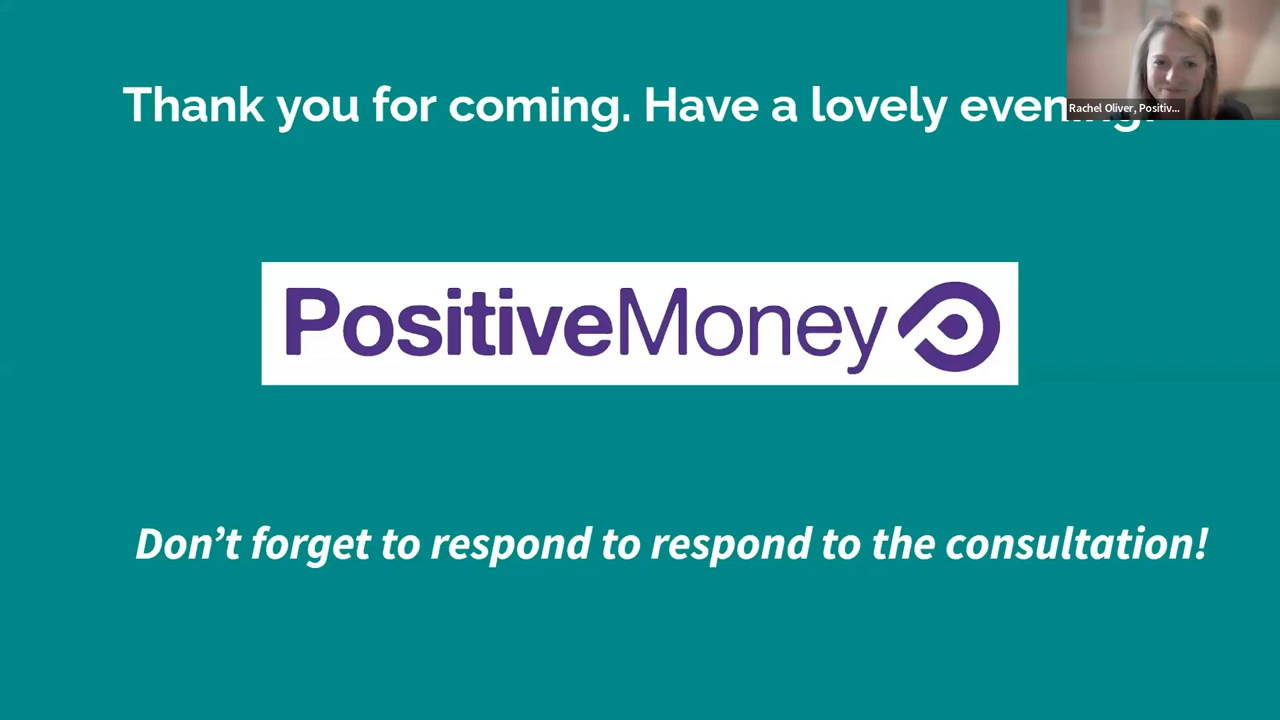 Thank you for coming. Have a lovely evening!
Rachel Oliver, Positiv...
PositiveMoney
Don't forget to respond to respond to the consultation!